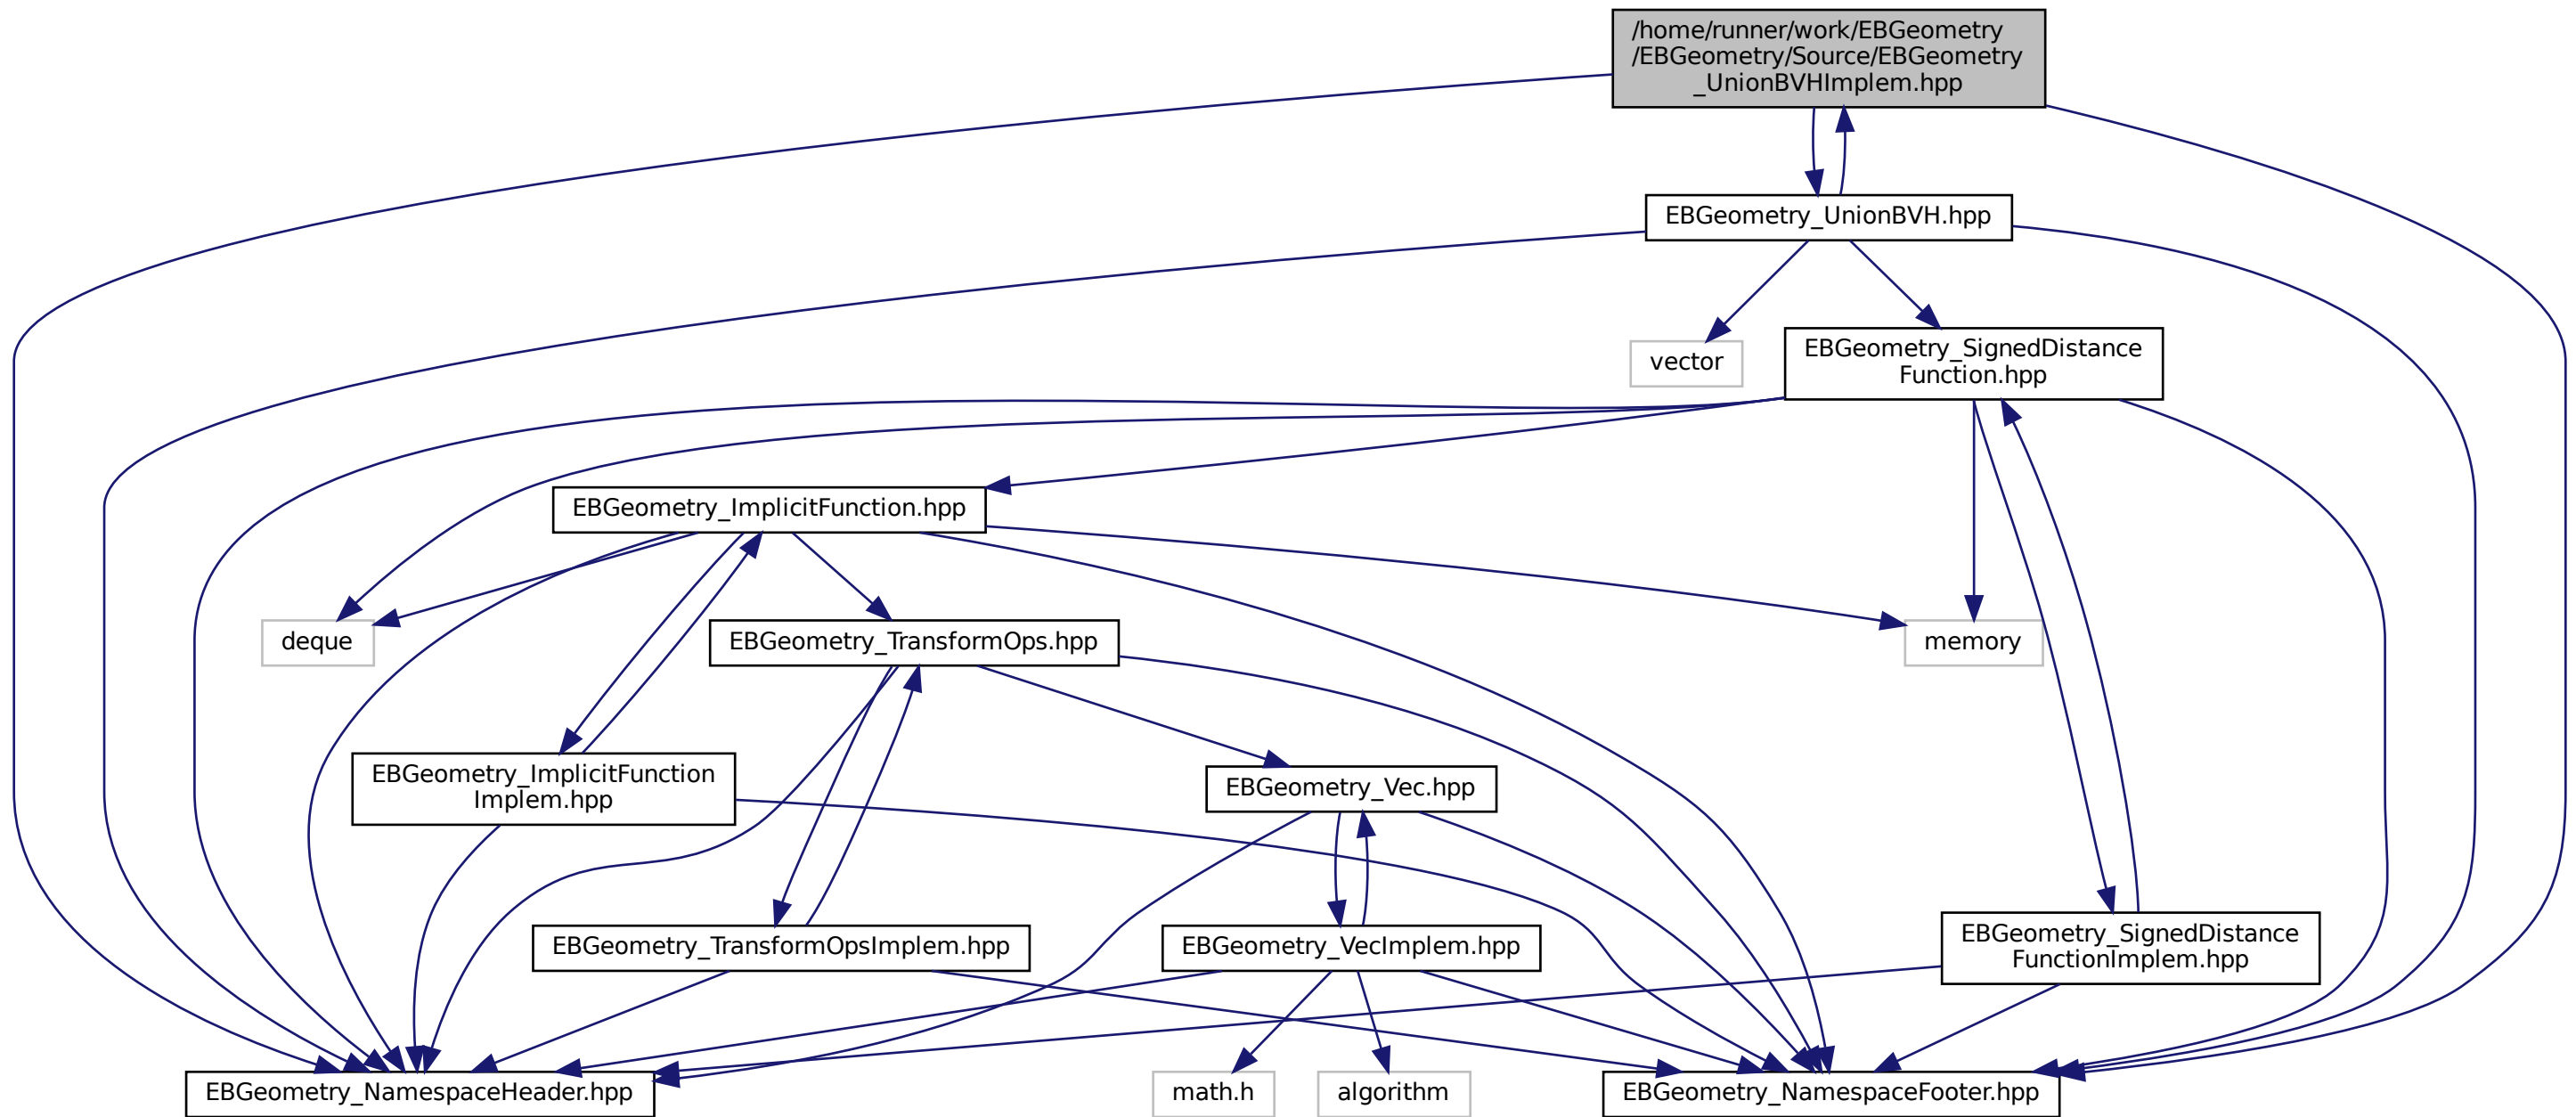 /home/runner/work/EBGeometry
/EBGeometry/Source/EBGeometry
_UnionBVHImplem.hpp
EBGeometry_UnionBVH.hpp
vector
EBGeometry_SignedDistance
Function.hpp
EBGeometry_ImplicitFunction.hpp
deque
EBGeometry_TransformOps.hpp
memory
EBGeometry_ImplicitFunction
Implem.hpp
EBGeometry_Vec.hpp
EBGeometry_TransformOpsImplem.hpp
EBGeometry_VecImplem.hpp
EBGeometry_SignedDistance
FunctionImplem.hpp
EBGeometry_NamespaceHeader.hpp
math.h
algorithm
EBGeometry_NamespaceFooter.hpp